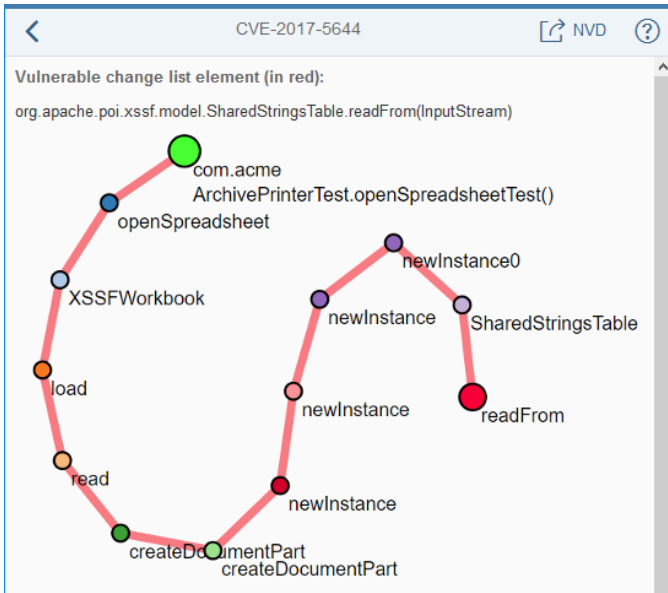 CVE-2017-5644
NVD
?
Vulnerable change list element (in red):
org.apache.poi.xssf.model.SharedStringsTable.readFrom(InputStream)
com.acme
ArchivePrinterTest.openSpreadsheetTest()
openSpreadsheet
newInstance0
XSSFWorkbook
newInstance
SharedStringsTable
load
newInstance
readFrom
read
newInstance
createDocumentPart
createDocumentPart